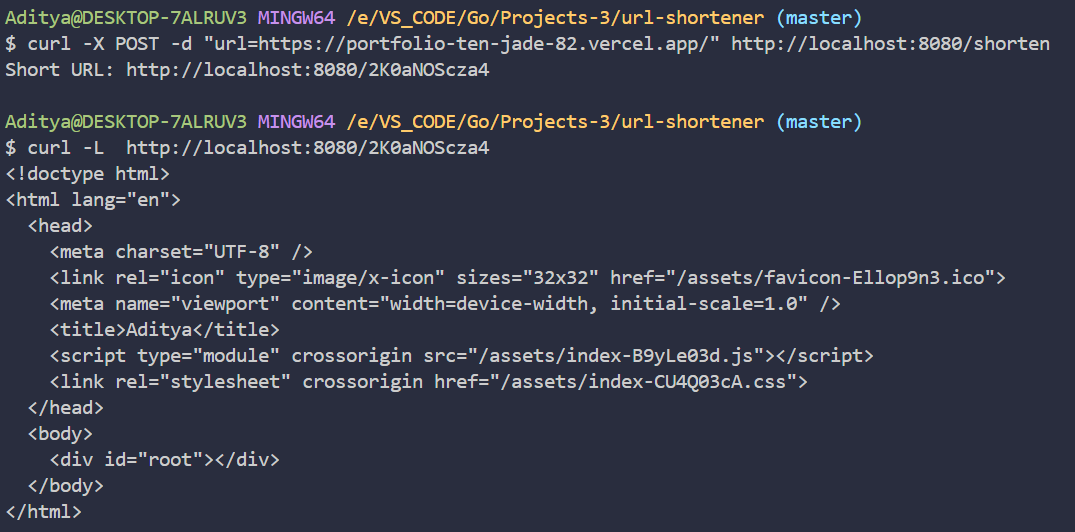 Aditya@DESKTOP-7ALRUV3 MINGW64 /e/VS_CODE/Go/Projects-3/url-shortener (master)
$ curl -X POST -d "url=https://portfolio-ten-jade-82.vercel.app/" http://localhost:8080/shorten
Short URL: http://localhost:8080/2K0aNOScza4
Aditya@DESKTOP-7ALRUV3 MINGW64 /e/VS_CODE/Go/Projects-3/url-shortener (master)
$ curl -L  http://localhost:8080/2K0aNOScza4
<!doctype html>
<html lang="en">
  <head>
    <meta charset="UTF-8" />
    <link rel="icon" type="image/x-icon" sizes="32x32" href="/assets/favicon-Ellop9n3.ico">
    <meta name="viewport" content="width=device-width, initial-scale=1.0" />
    <title>Aditya</title>
    <script type="module" crossorigin src="/assets/index-B9yLe03d.js"></script>
    <link rel="stylesheet" crossorigin href="/assets/index-CU4Q03cA.css">
  </head>
  <body>
    <div id="root"></div>
  </body>
</html>